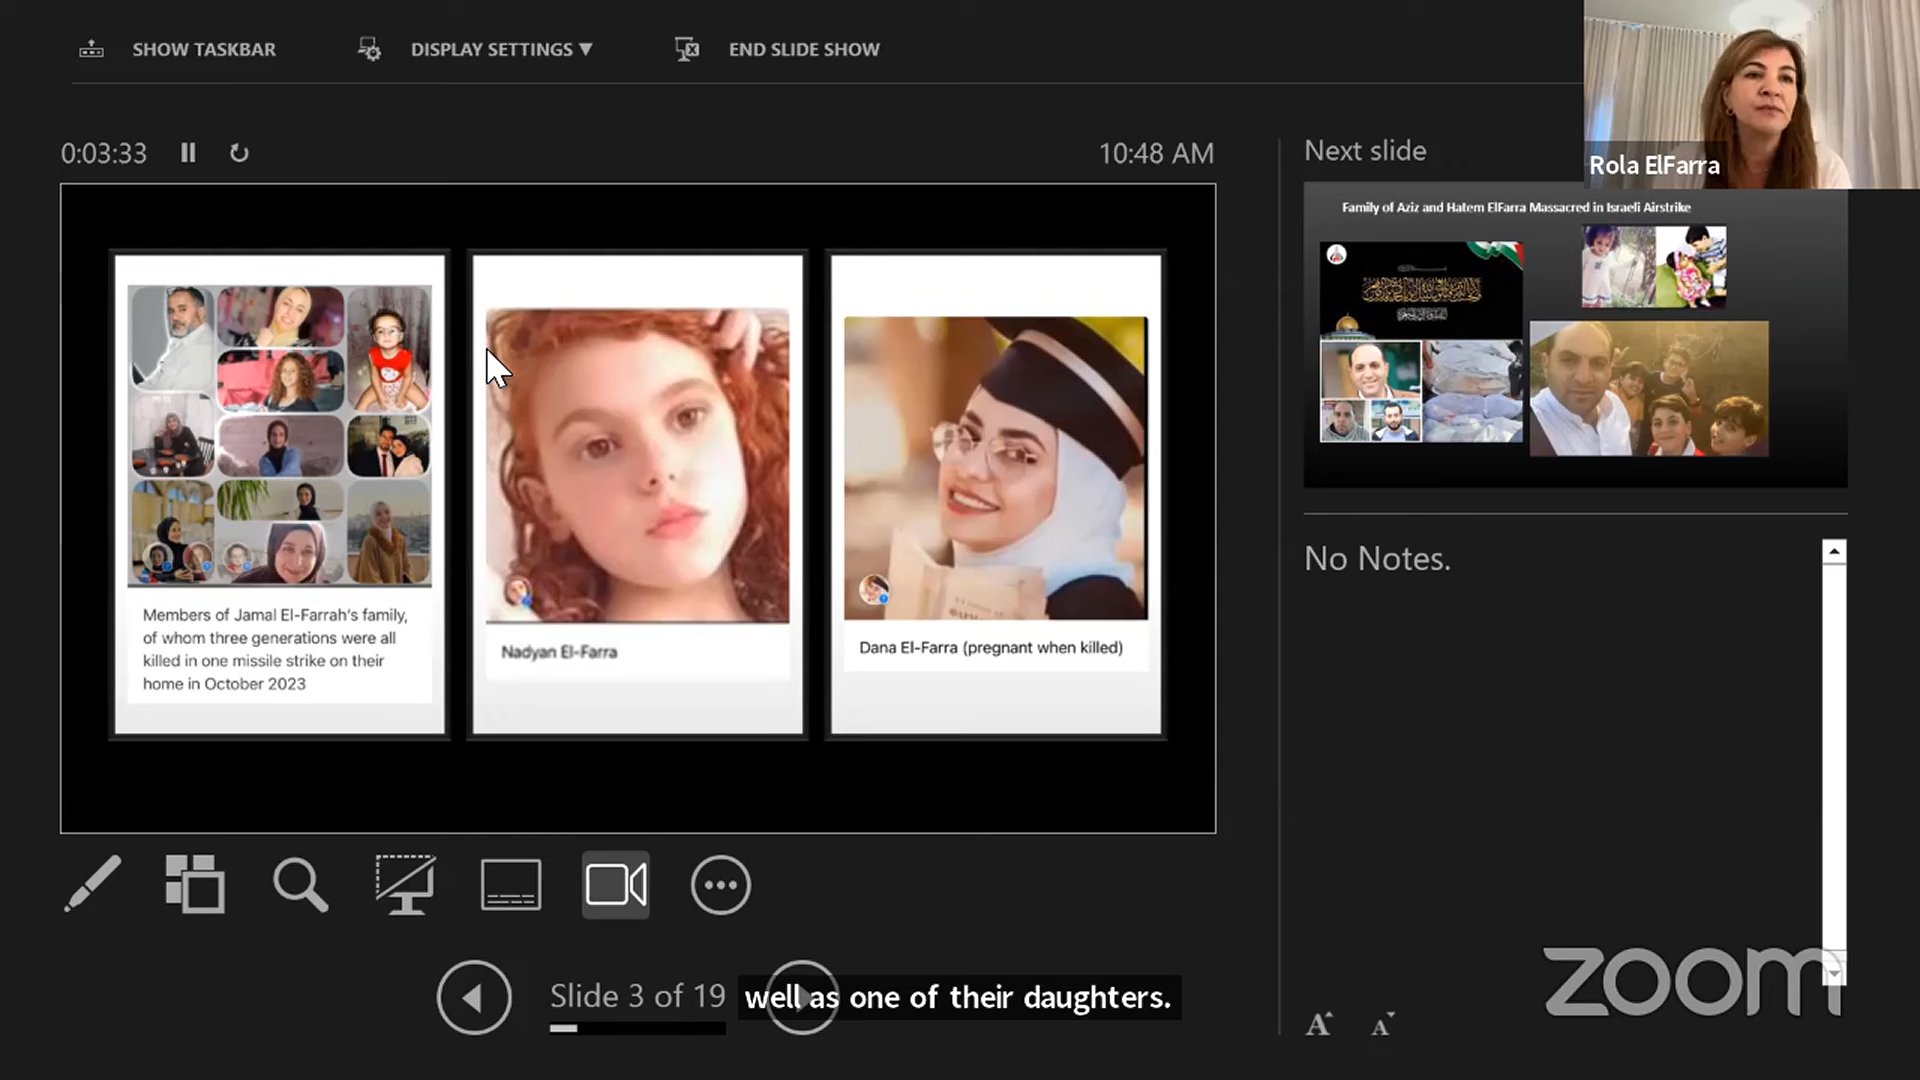 SHOW TASKBAR
DISPLAY SETTINGS ▼
END SLIDE SHOW
0:03:33
10:48 AM
Members of Jamal El-Farrah's family,
of whom three generations were all
killed in one missile strike on their
home in October 2023
Nadyan El-Farra
Dana El-Farra (pregnant when killed)
Next slide
Rola ElFarra
Family of Aziz and Hatem ElFarra Massacred in Israeli Airstrike
No Notes.
Slide 3 of 19
well as one of their daughters.
A A
zoom